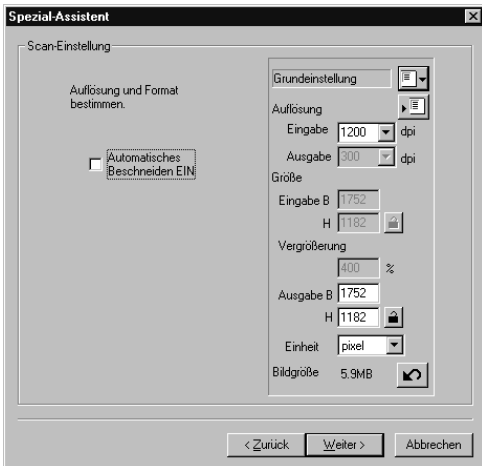 Spezial-Assistent
Scan-Einstellung
Auflösung und Format
bestimmen.
Automatisches
Beschneiden EIN
Grundeinstellung
Auflösung
Eingabe 1200 dpi
Ausgabe 300 dpi
Größe
Eingabe B 1752
H 1182
Vergrößerung
400 %
Ausgabe B 1752
H 1182
Einheit pixel
Bildgröße 5.9MB
< Zurück Weiter > Abbrechen